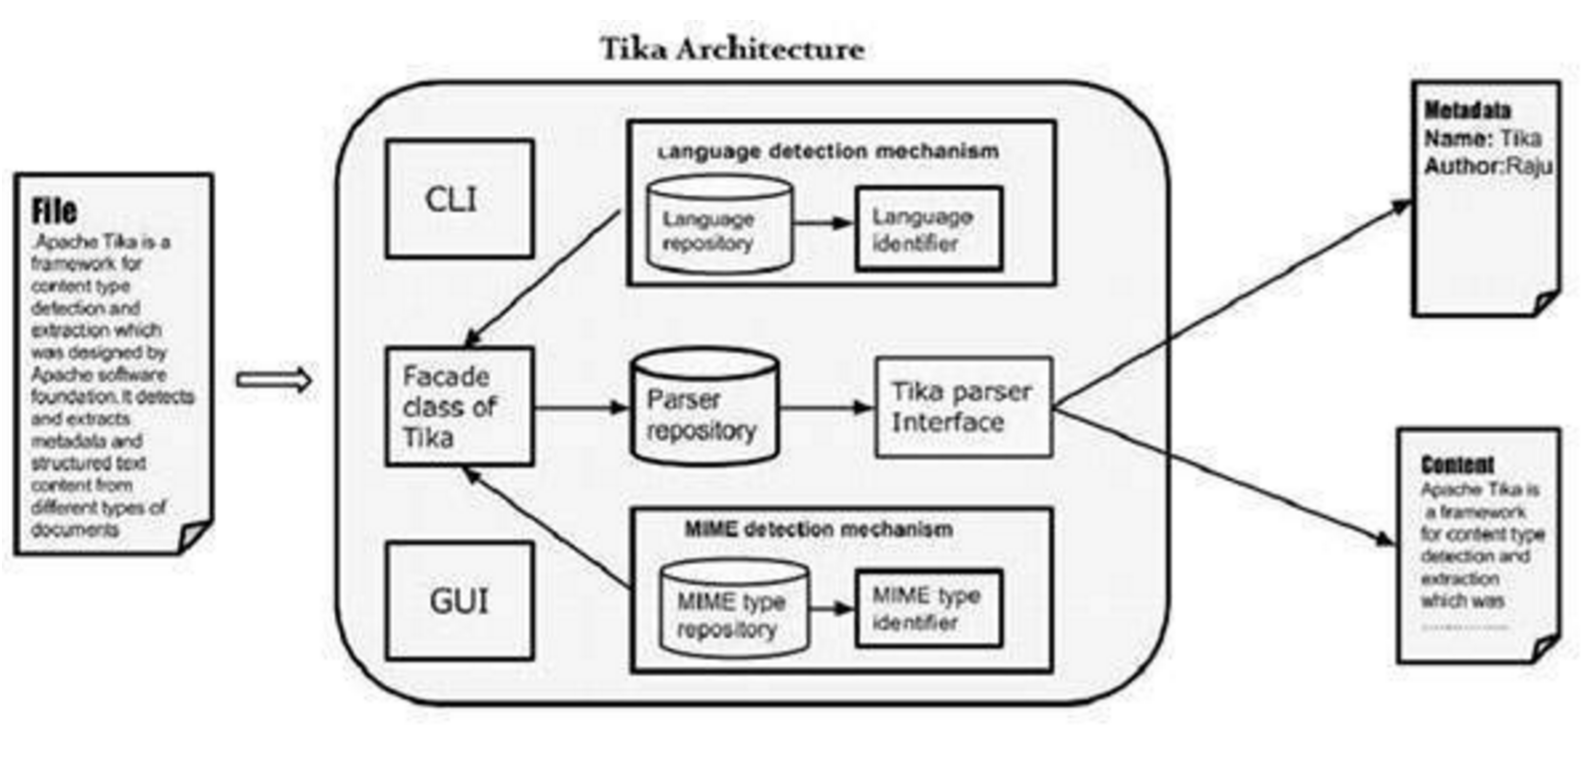 Tika Architecture
File
.Apache Tika is a
framework for
content type
detection and
extraction which
was designed by
Apache software
foundation. It detects
and extracts
metadata and
structured text
content from
different types of
documents
CLI
Language detection mechanism
Language
repository
Language
identifier
Facade
class of
Tika
Parser
repository
Tika parser
Interface
GUI
MIME detection mechanism
MIME type
repository
MIME type
identifier
Metadata
Name: Tika
Author:Raju
Content
Apache Tika is
a framework
for content type
detection and
extraction
which was
..................